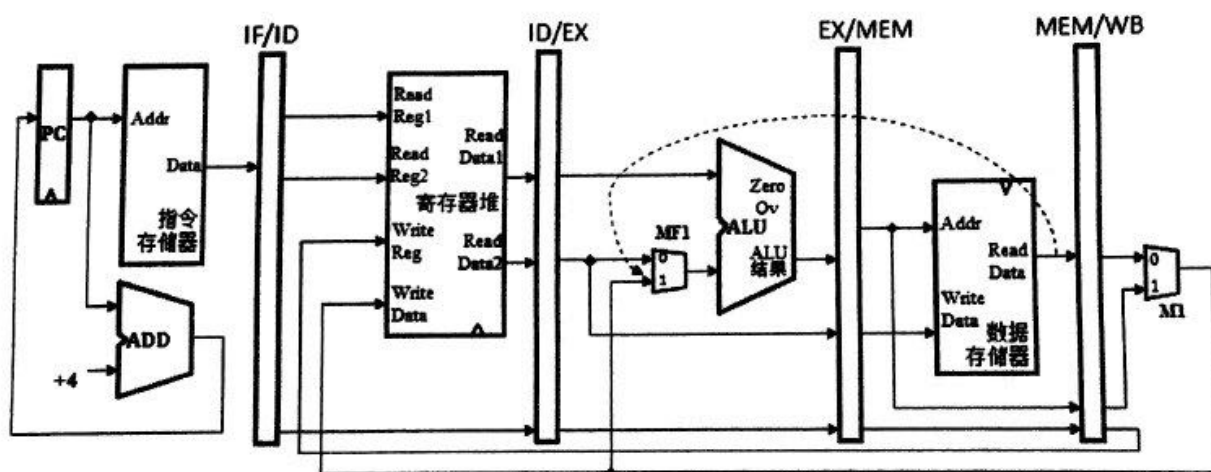 IF/ID
ID/EX
EX/MEM
MEM/WB
PC
Addr
Data
指令
存储器
ADD
+4
Raad
Reg1
Read
Reg2
Read
Data1
寄存器堆
Write
Reg
Read
Data2
Write
Data
MF1
0
1
Zero
Ov
ALU
ALU
结果
Addr
Read
Data
Write
Data
数据
存储器
0
1
M1